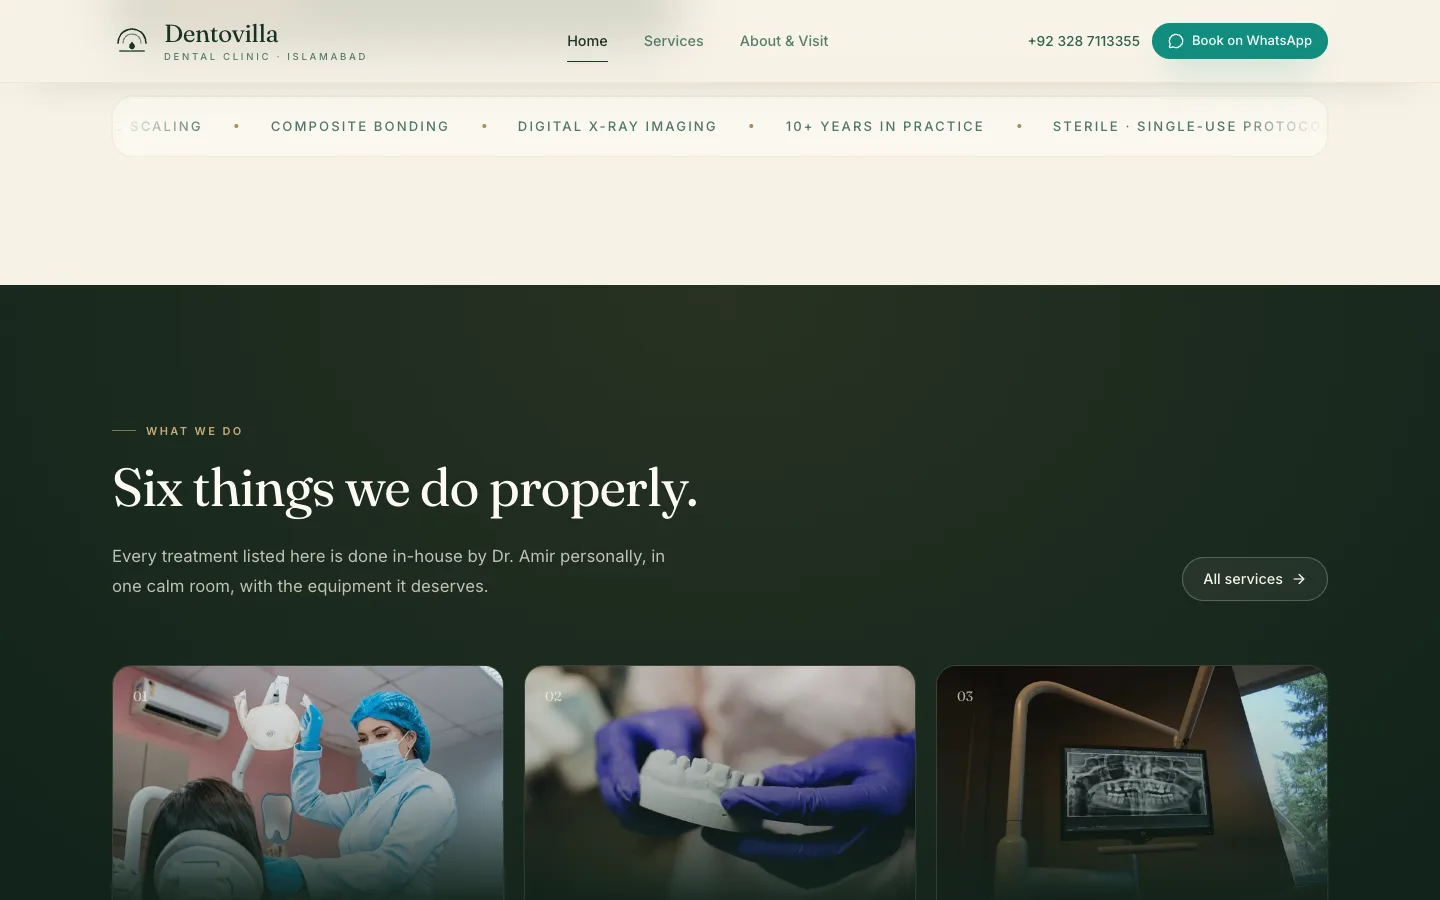 Dentovilla
DENTAL CLINIC · ISLAMABAD
Home
Services
About & Visit
+92 328 7113355
Book on WhatsApp
SCALING • COMPOSITE BONDING • DIGITAL X-RAY IMAGING • 10+ YEARS IN PRACTICE • STERILE · SINGLE-USE PROTOCO
WHAT WE DO
Six things we do properly.
Every treatment listed here is done in-house by Dr. Amir personally, in
one calm room, with the equipment it deserves.
All services →
01
02
03